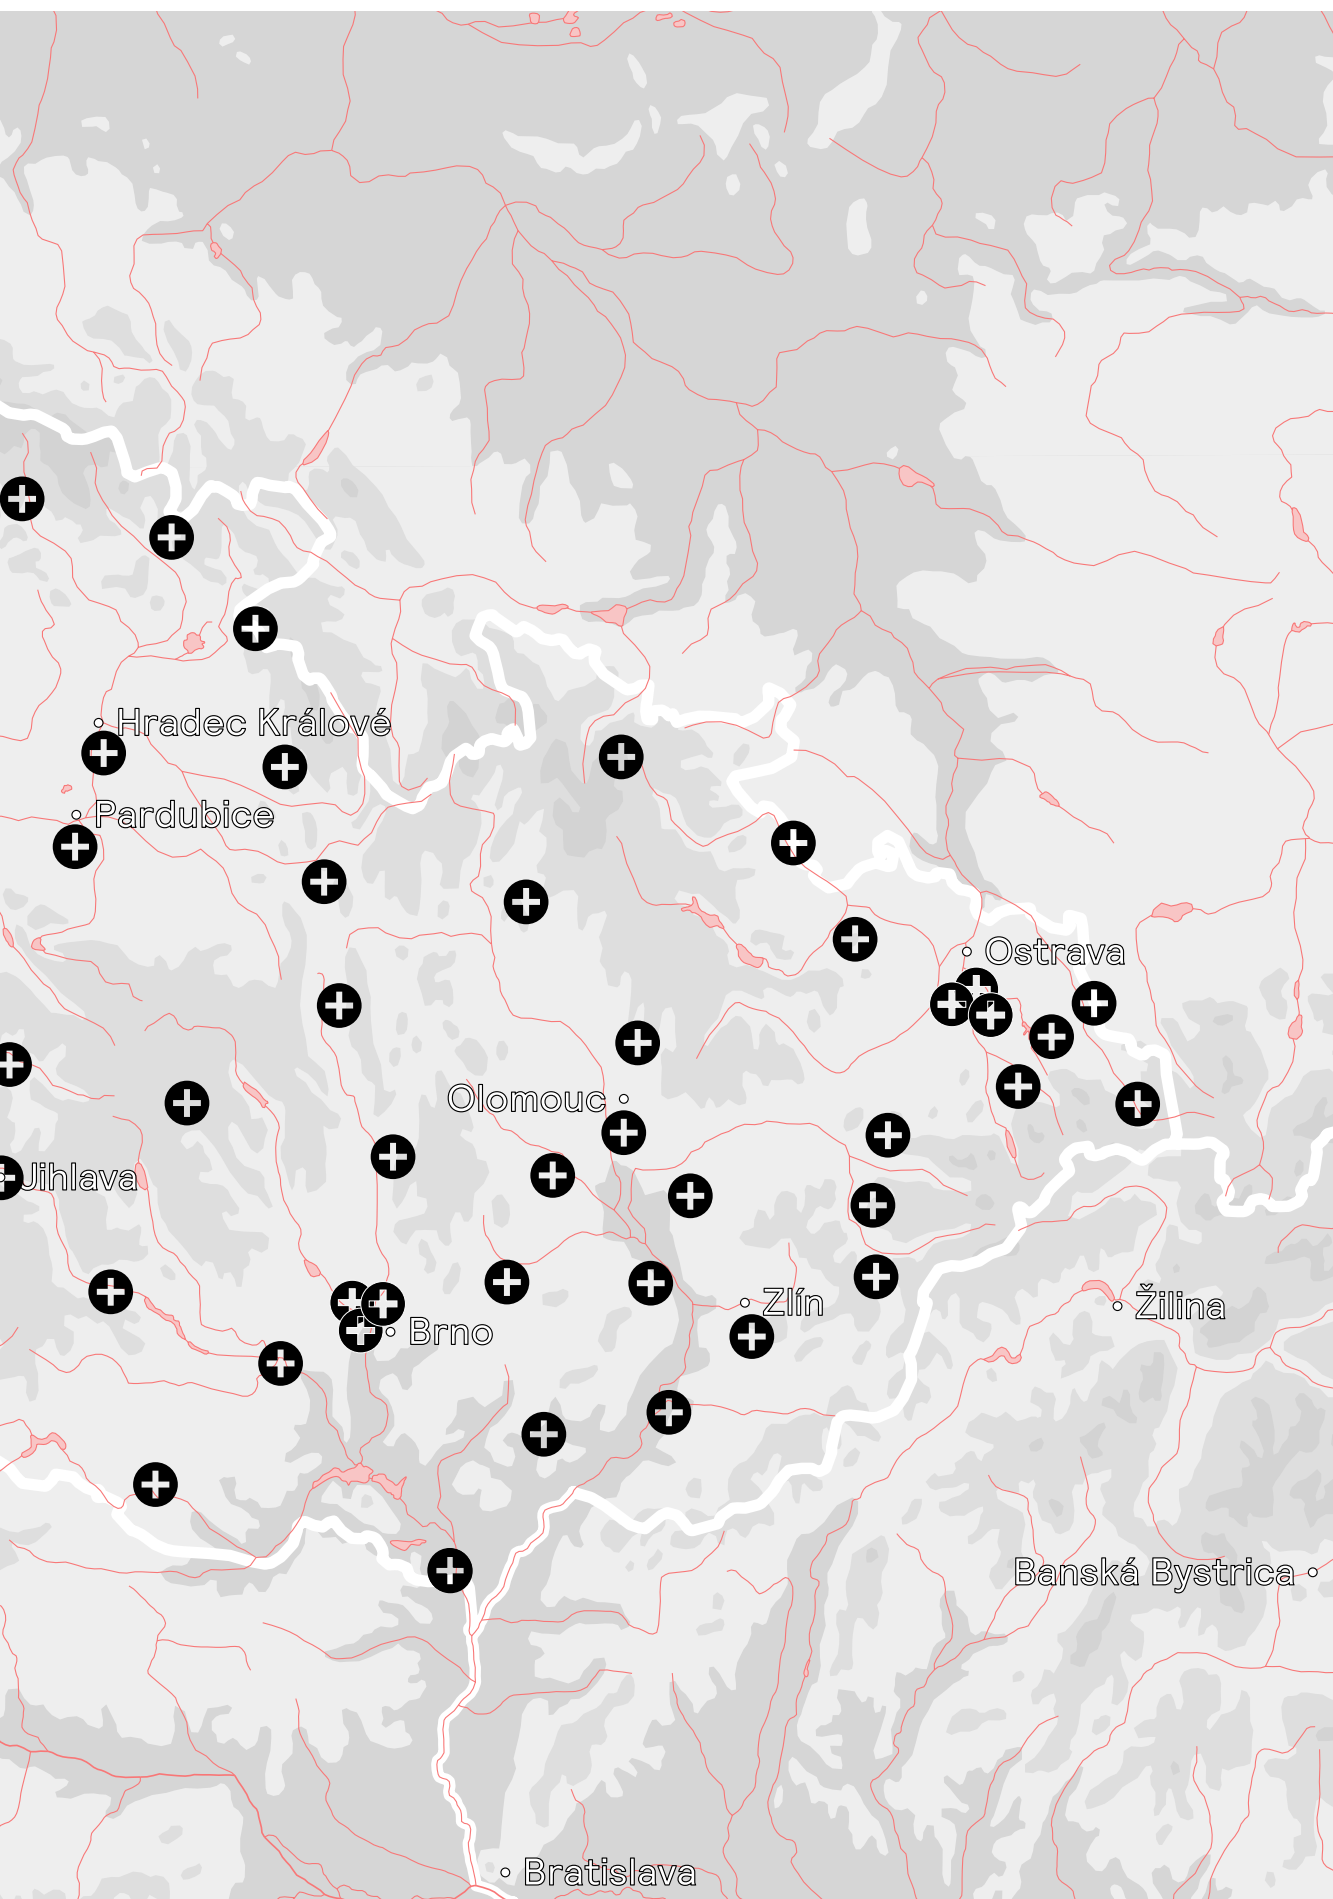 Hradec Králové
Pardubice
Ostrava
Olomouc
Jihlava
Zlín
Žilina
Brno
Banská Bystrica
Bratislava